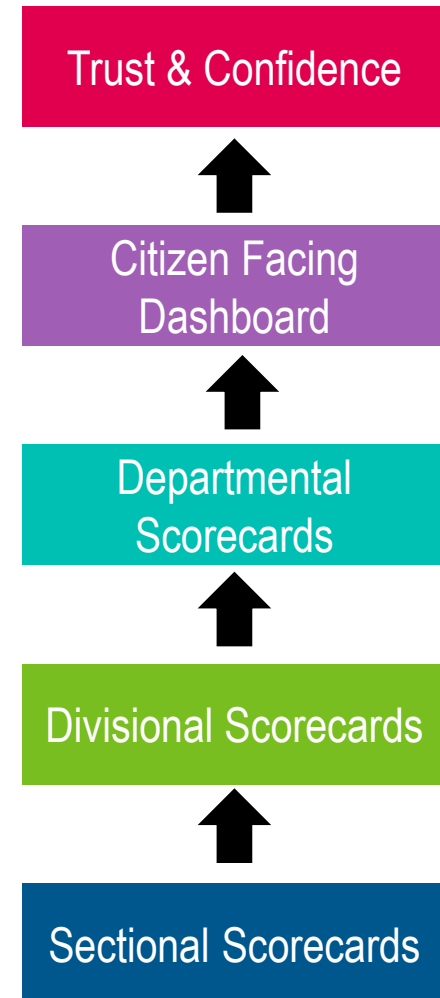 Trust & Confidence
Citizen Facing
Dashboard
Departmental
Scorecards
Divisional Scorecards
Sectional Scorecards